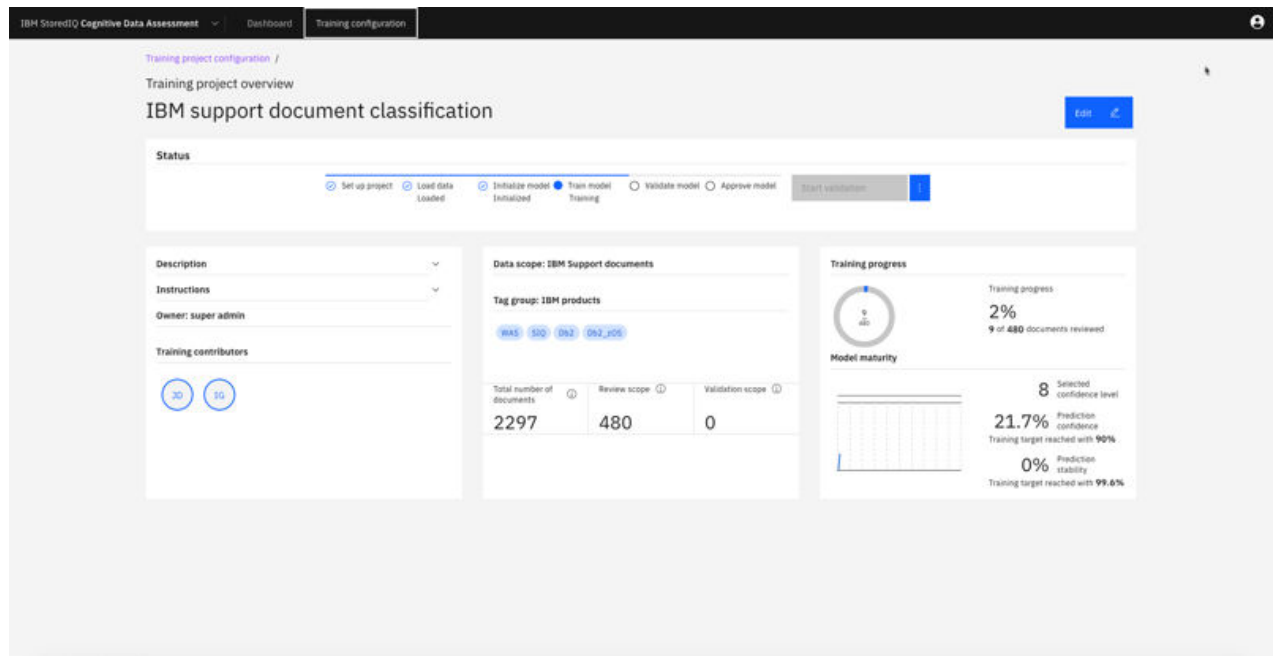 IBM StoredIQ Cognitive Data Assessment
Dashboard
Training configuration
Training project configuration /
Training project overview
IBM support document classification
Edit
Status
Set up project
Load data
Loaded
Initialize model
Initialized
Train model
Training
Validate model
Approve model
Start validation
Description
Instructions
Owner: super admin
Training contributors
JD
SG
Data scope: IBM Support documents
Tag group: IBM products
WAS SIQ Db2 Db2_zOS
Total number of
documents
2297
Review scope
480
Validation scope
0
Training progress
9
480
Training progress
2%
9 of 480 documents reviewed
Model maturity
8 Selected
confidence level
21.7% Prediction
confidence
Training target reached with 90%
0% Prediction
stability
Training target reached with 99.6%